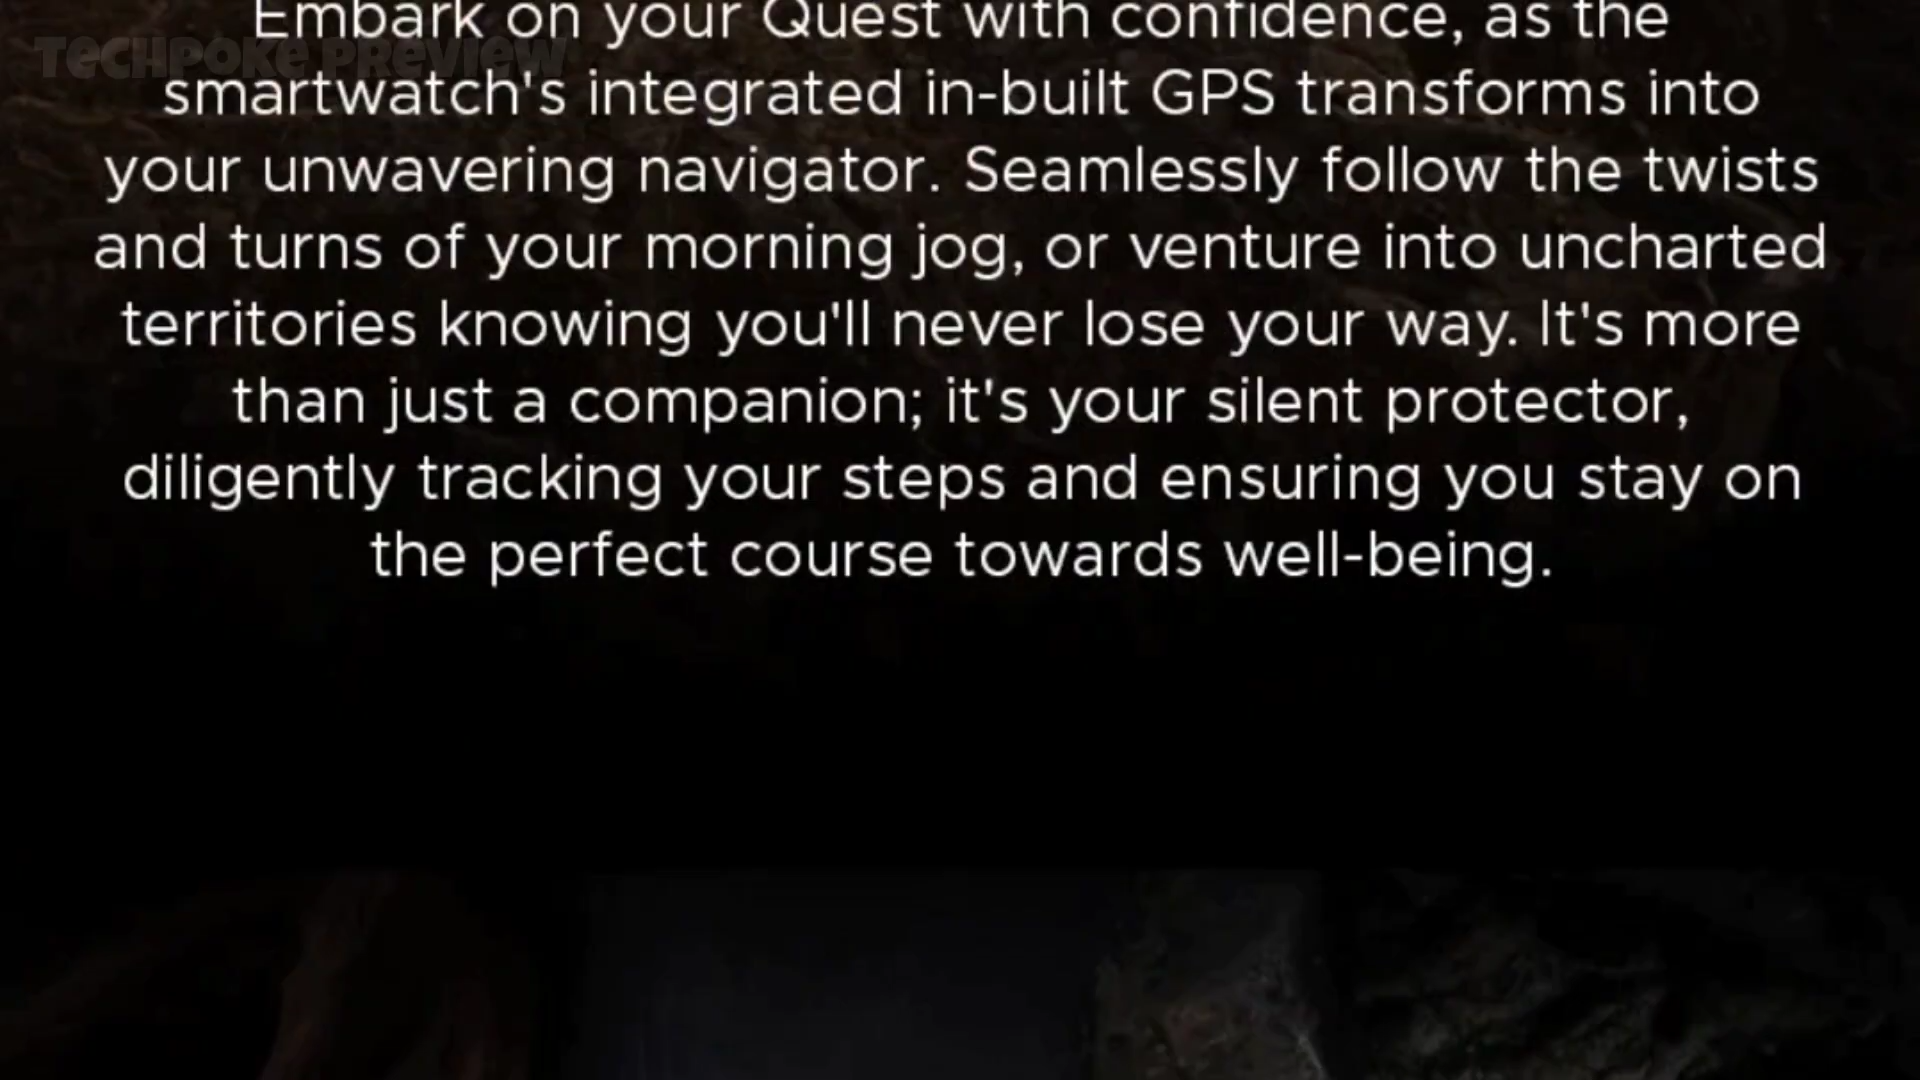 Embark on your Quest with confidence, as the
TECHPOKE PREVIEW
smartwatch's integrated in-built GPS transforms into
your unwavering navigator. Seamlessly follow the twists
and turns of your morning jog, or venture into uncharted
territories knowing you'll never lose your way. It's more
than just a companion; it's your silent protector,
diligently tracking your steps and ensuring you stay on
the perfect course towards well-being.